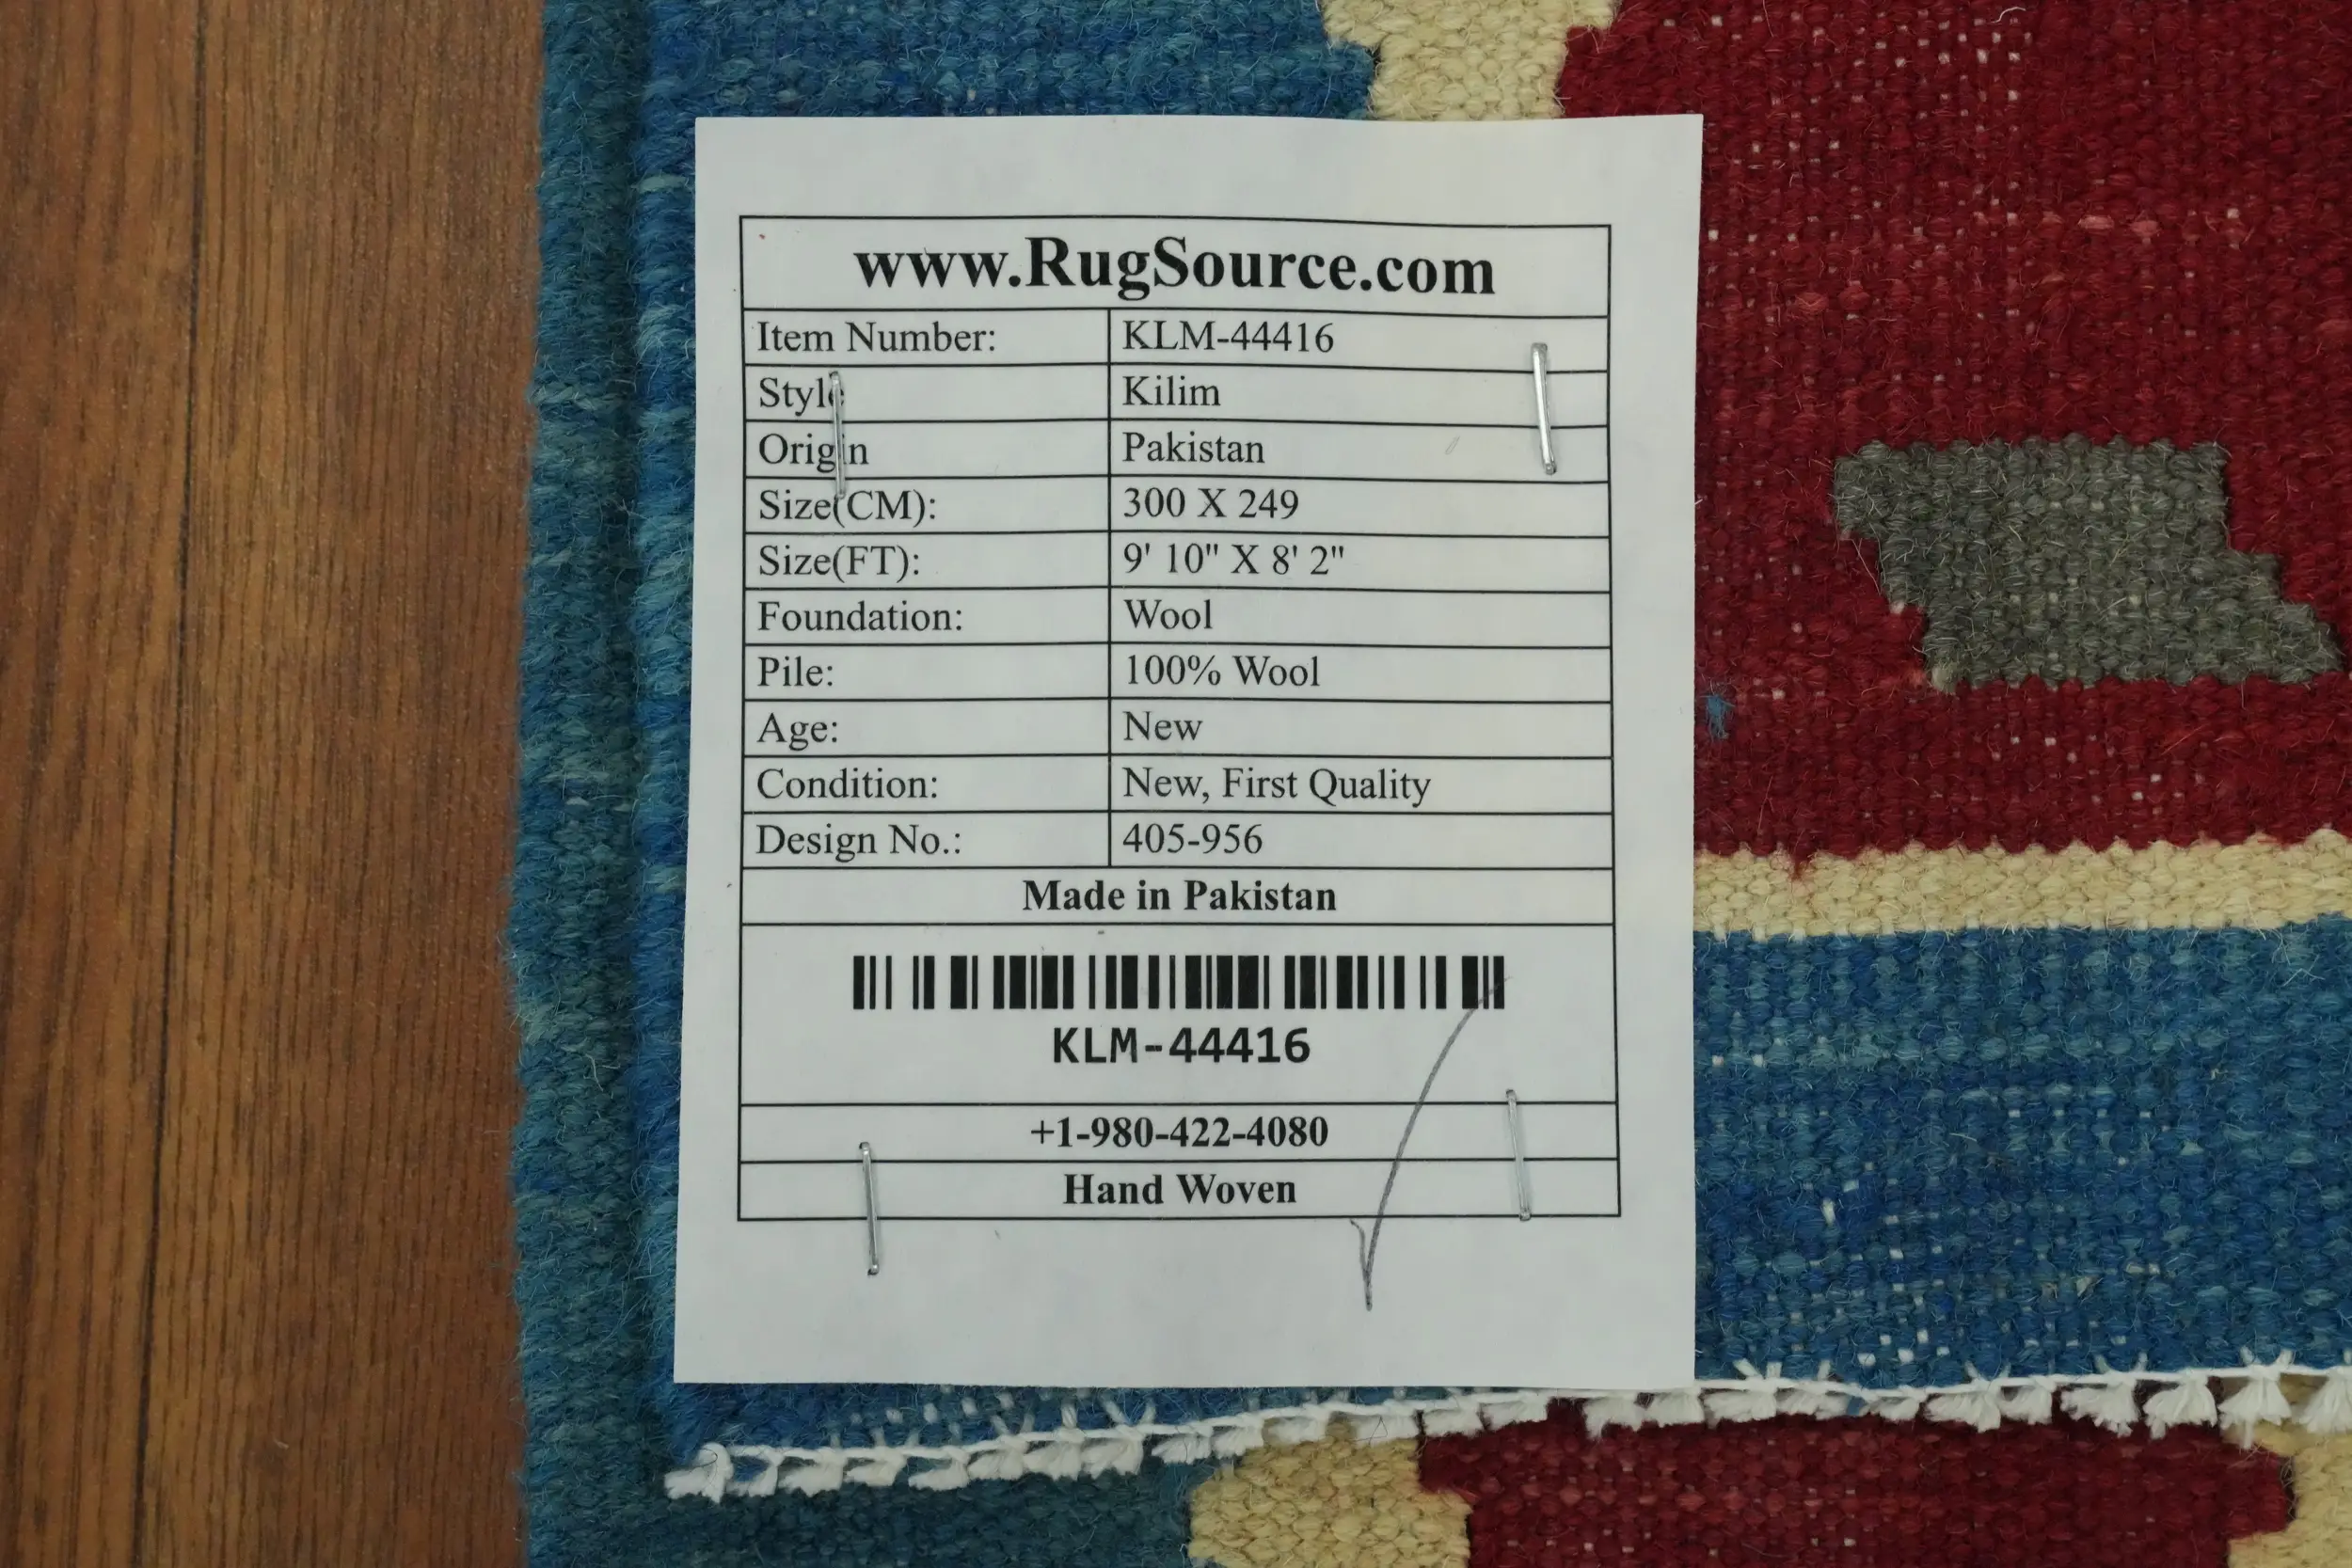 www.RugSource.com
Item Number: KLM-44416
Style Kilim
Origin Pakistan
Size(CM): 300 X 249
Size(FT): 9' 10" X 8' 2"
Foundation: Wool
Pile: 100% Wool
Age: New
Condition: New, First Quality
Design No.: 405-956
Made in Pakistan
KLM-44416
+1-980-422-4080
Hand Woven